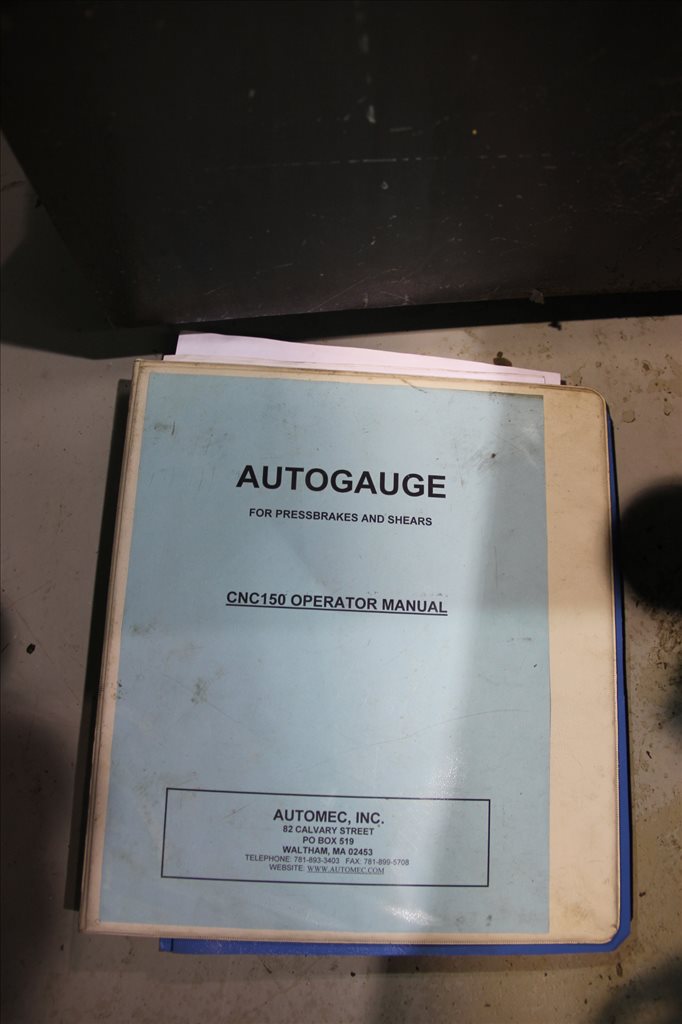 AUTOGAUGE
FOR PRESSBRAKES AND SHEARS
CNC150 OPERATOR MANUAL
AUTOMEC, INC.
82 CALVARY STREET
PO BOX 519
WALTHAM, MA 02453
TELEPHONE: 781-893-3403 FAX: 781-899-5708
WEBSITE: WWW.AUTOMEC.COM